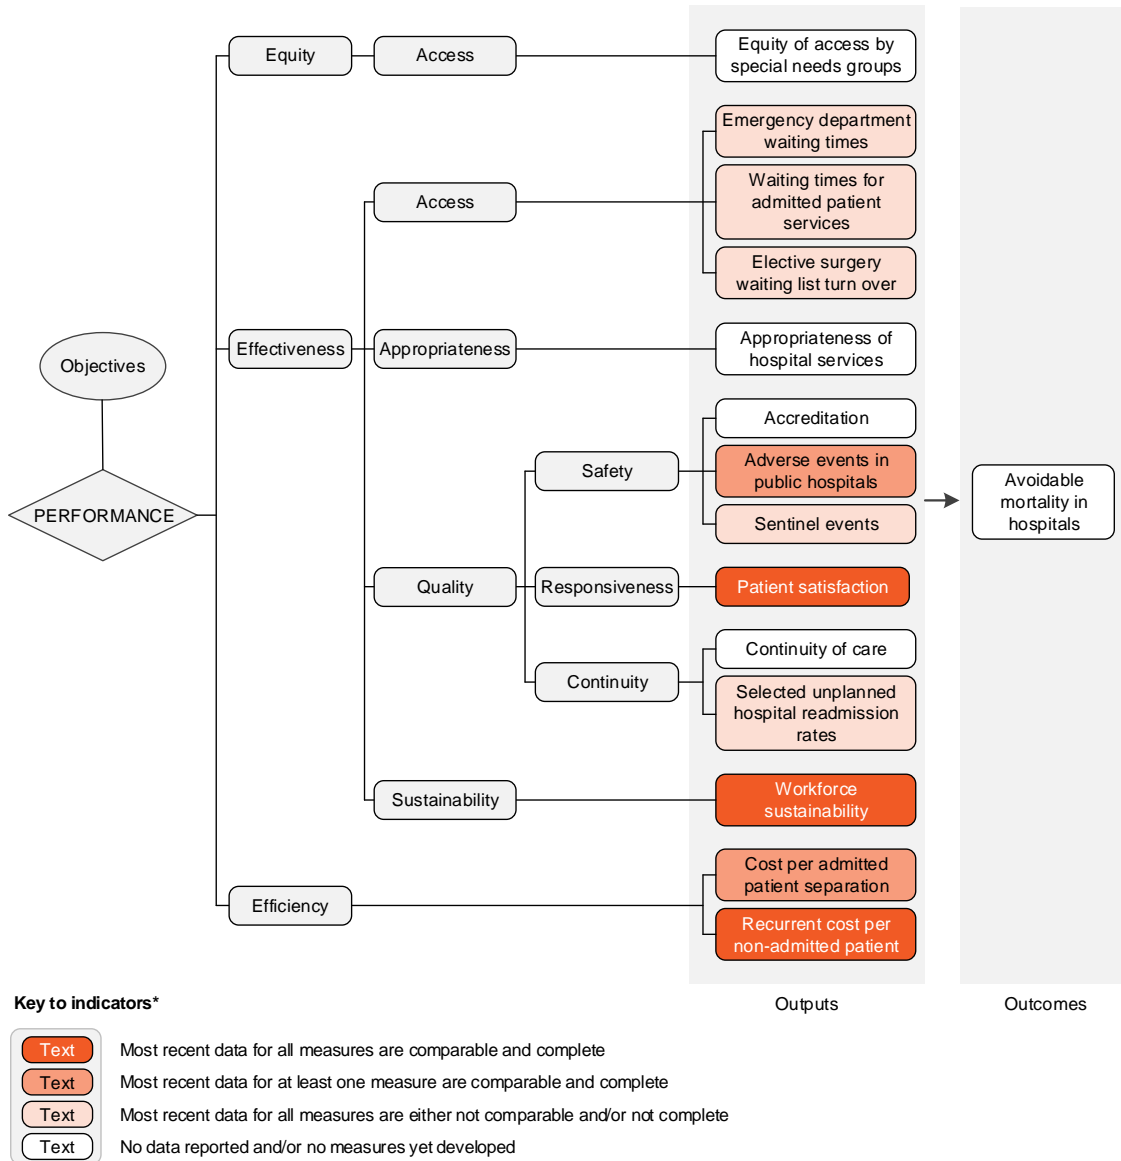 Equity
Access
Equity of access by
special needs groups
Emergency department
waiting times
Access
Waiting times for
admitted patient
services
Elective surgery
waiting list turn over
Objectives
Effectiveness
Appropriateness
Appropriateness of
hospital services
PERFORMANCE
Quality
Safety
Accreditation
Adverse events in
public hospitals
Sentinel events
Avoidable
mortality in
hospitals
Responsiveness
Patient satisfaction
Continuity
Continuity of care
Selected unplanned
hospital readmission
rates
Sustainability
Workforce
sustainability
Efficiency
Cost per admitted
patient separation
Recurrent cost per
non-admitted patient
Outputs
Outcomes
Key to indicators*
Text Most recent data for all measures are comparable and complete
Text Most recent data for at least one measure are comparable and complete
Text Most recent data for all measures are either not comparable and/or not complete
Text No data reported and/or no measures yet developed